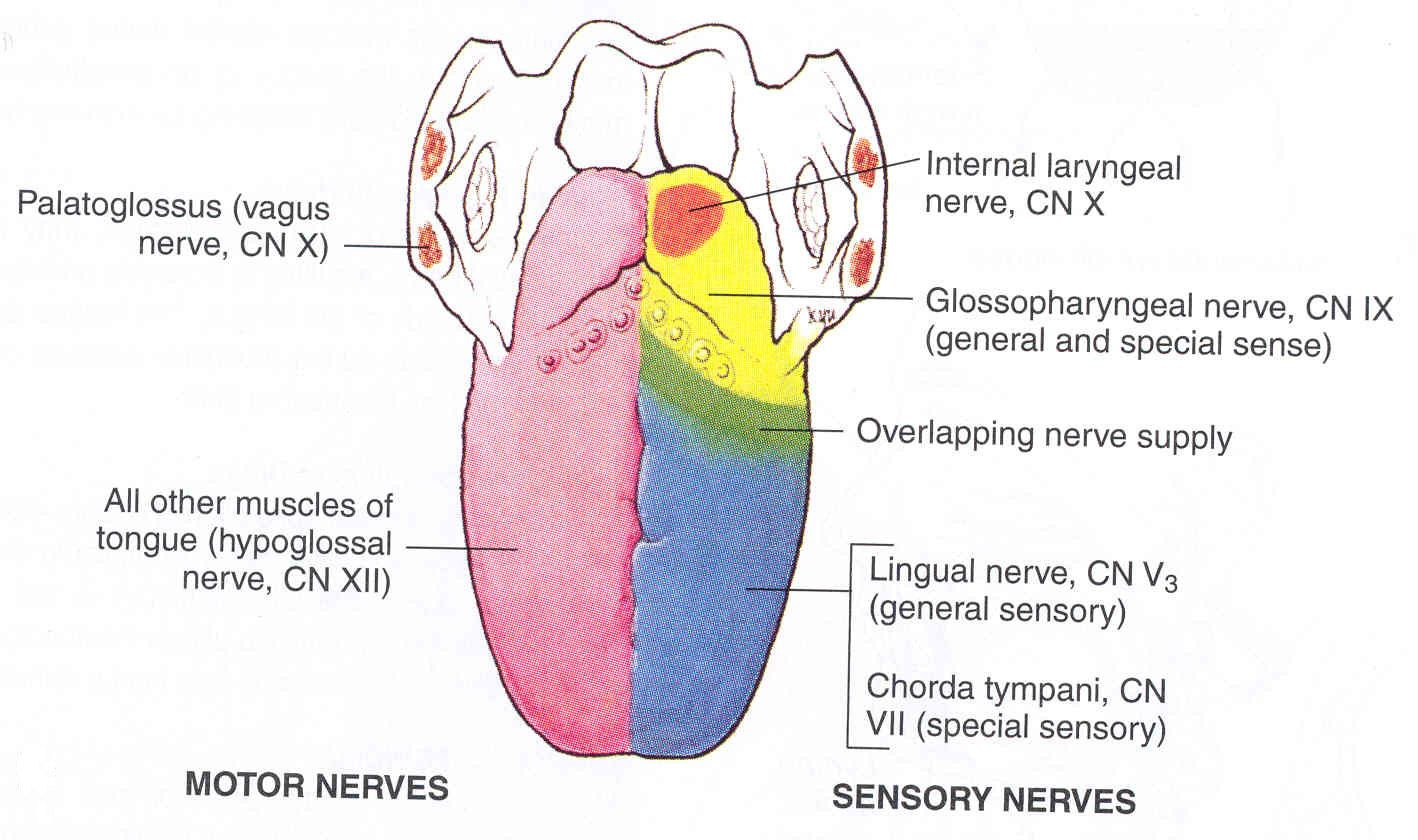 Palatoglossus (vagus
nerve, CN X)
All other muscles of
tongue (hypoglossal
nerve, CN XII)
MOTOR NERVES
Internal laryngeal
nerve, CN X
Glossopharyngeal nerve, CN IX
(general and special sense)
Overlapping nerve supply
Lingual nerve, CN V₃
(general sensory)
Chorda tympani, CN
VII (special sensory)
SENSORY NERVES